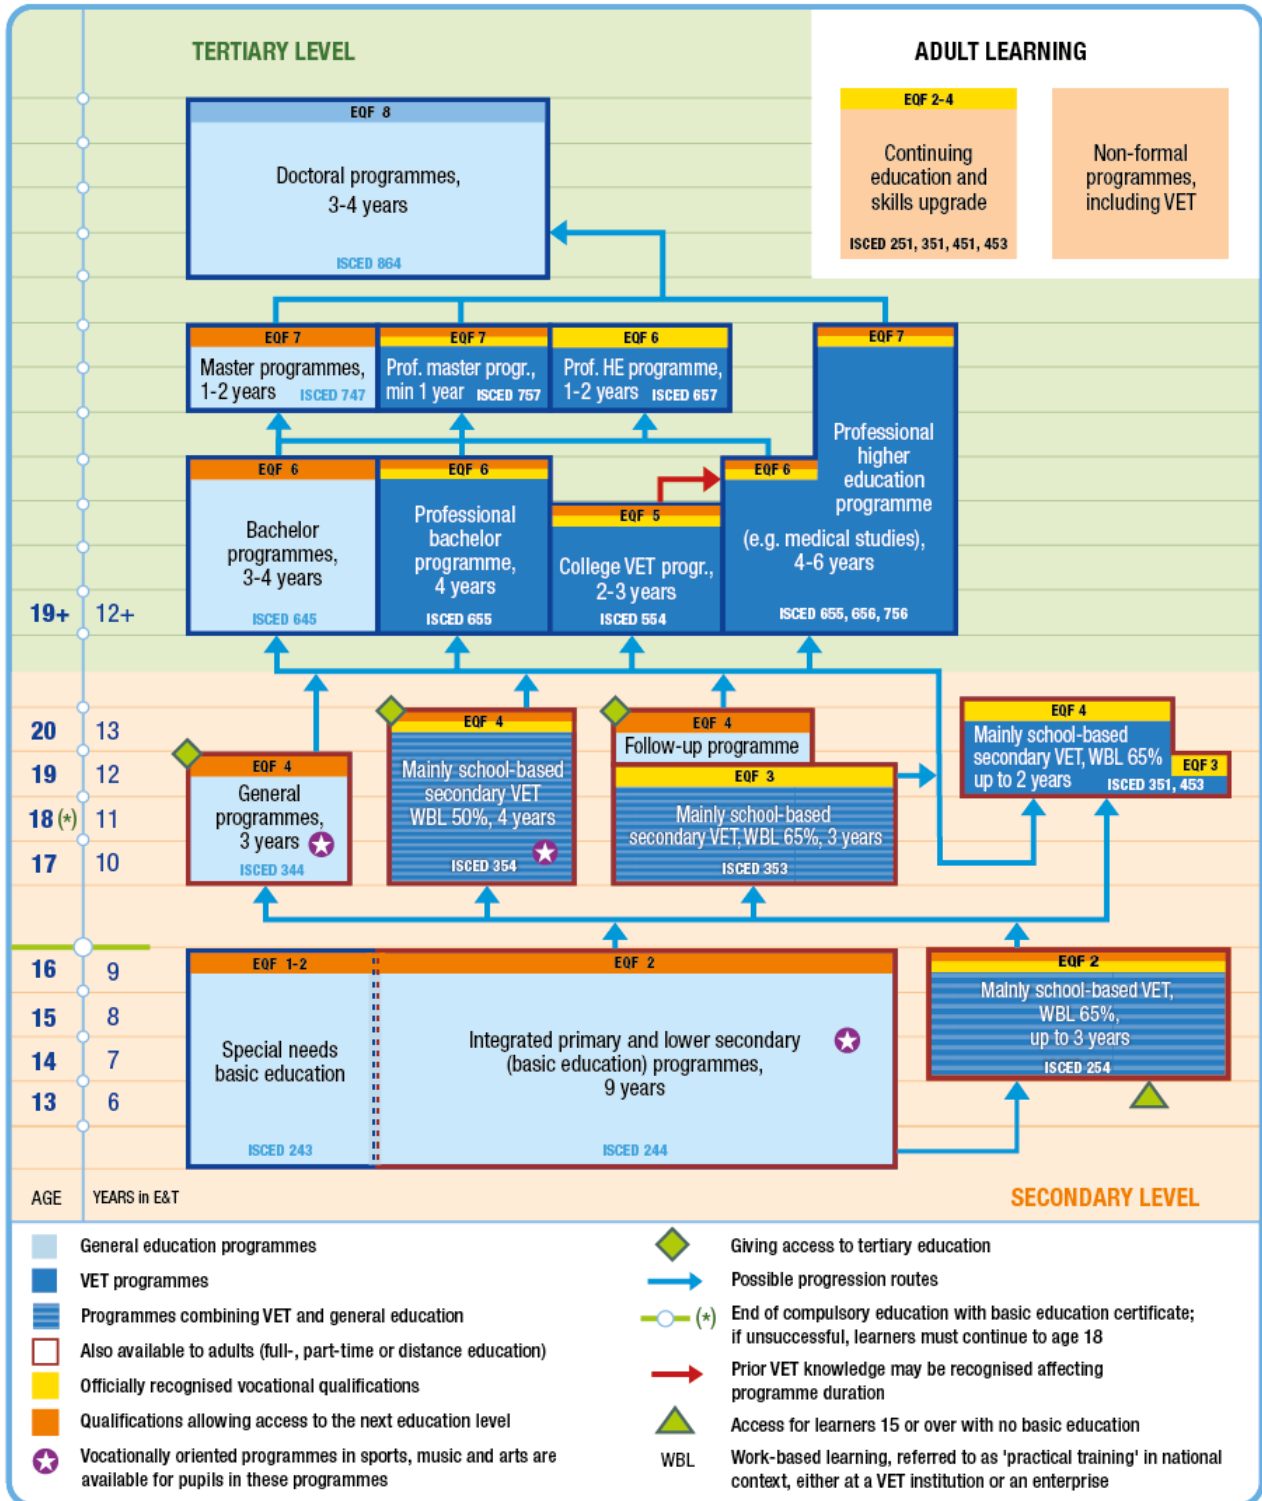 TERTIARY LEVEL
ADULT LEARNING
EQF 8
Doctoral programmes,
3-4 years
ISCED 864
EQF 2-4
Continuing
education and
skills upgrade
ISCED 251, 351, 451, 453
Non-formal
programmes,
including VET
EQF 7
Master programmes,
1-2 years ISCED 747
EQF 7
Prof. master progr.,
min 1 year ISCED 757
EQF 6
Prof. HE programme,
1-2 years ISCED 657
EQF 7
Professional
higher
education
programme
EQF 6
(e.g. medical studies),
4-6 years
ISCED 655, 656, 756
EQF 6
Bachelor
programmes,
3-4 years
ISCED 645
EQF 6
Professional
bachelor
programme,
4 years
ISCED 655
EQF 5
College VET progr.,
2-3 years
ISCED 554
19+ 12+
20 13
19 12
18 (*) 11
17 10
EQF 4
General
programmes,
3 years
ISCED 344
EQF 4
Mainly school-based
secondary VET
WBL 50%, 4 years
ISCED 354
EQF 4
Follow-up programme
EQF 3
Mainly school-based
secondary VET, WBL 65%, 3 years
ISCED 353
EQF 4
Mainly school-based
secondary VET, WBL 65%
up to 2 years
EQF 3
ISCED 351, 453
16 9
15 8
14 7
13 6
EQF 1-2
Special needs
basic education
ISCED 243
EQF 2
Integrated primary and lower secondary
(basic education) programmes,
9 years
ISCED 244
EQF 2
Mainly school-based VET,
WBL 65%,
up to 3 years
ISCED 254
AGE YEARS in E&T
SECONDARY LEVEL
General education programmes
VET programmes
Programmes combining VET and general education
Also available to adults (full-, part-time or distance education)
Officially recognised vocational qualifications
Qualifications allowing access to the next education level
Vocationally oriented programmes in sports, music and arts are
available for pupils in these programmes
Giving access to tertiary education
Possible progression routes
(*) End of compulsory education with basic education certificate;
if unsuccessful, learners must continue to age 18
Prior VET knowledge may be recognised affecting
programme duration
Access for learners 15 or over with no basic education
WBL Work-based learning, referred to as 'practical training' in national
context, either at a VET institution or an enterprise